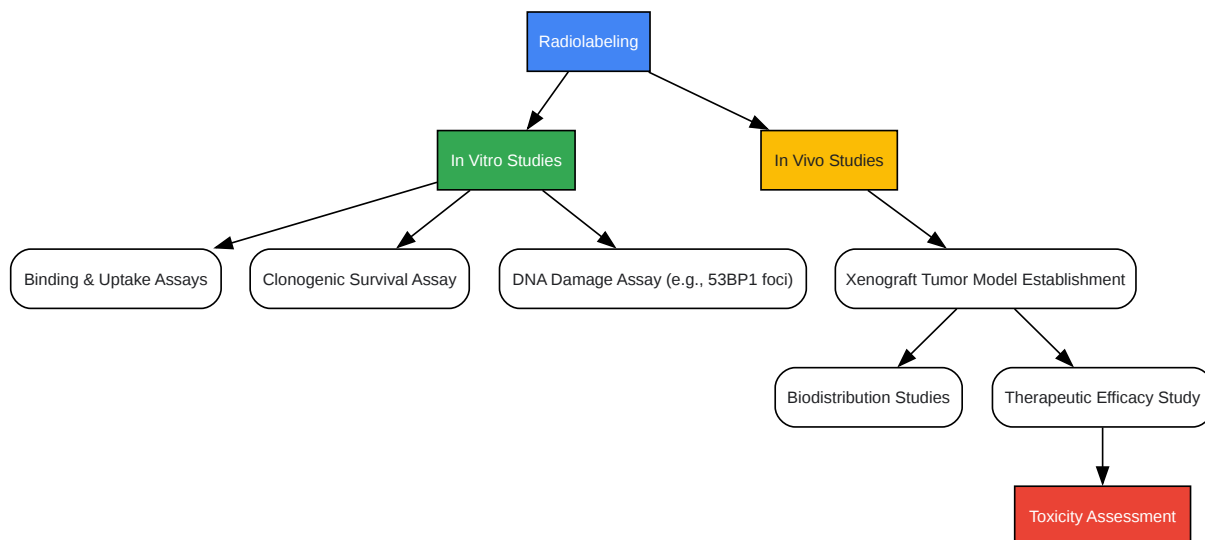 Radiolabeling
In Vitro Studies
In Vivo Studies
Binding & Uptake Assays
Clonogenic Survival Assay
DNA Damage Assay (e.g., 53BP1 foci)
Xenograft Tumor Model Establishment
Biodistribution Studies
Therapeutic Efficacy Study
Toxicity Assessment